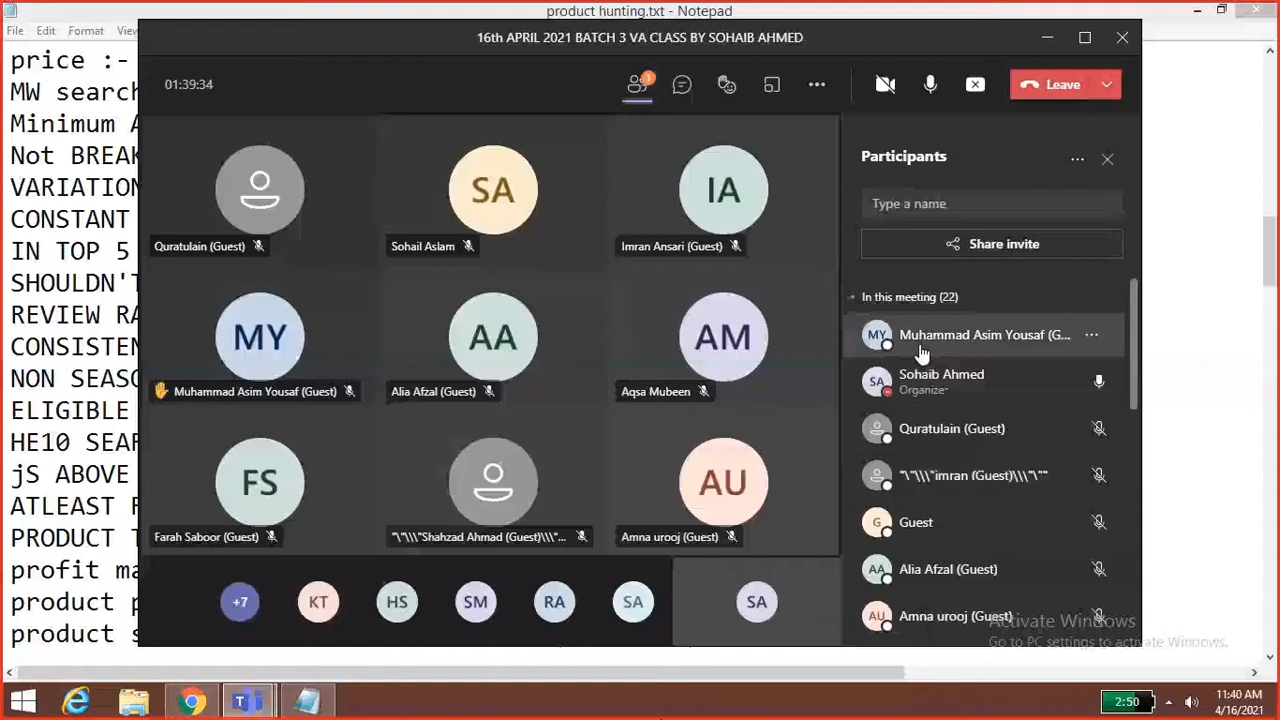 product hunting.txt - Notepad
File Edit Format View
price :-
MW search
Minimum A
Not BREAK
VARIATION
CONSTANT
IN TOP 5
SHOULDN'T
REVIEW RA
CONSISTEN
NON SEASO
ELIGIBLE
HE10 SEAR
jS ABOVE
ATLEAST
PRODUCT T
profit ma
product p
product s
16th APRIL 2021 BATCH 3 VA CLASS BY SOHAIB AHMED
01:39:34
1
Leave
Quratulain (Guest)
SA
Sohail Aslam
IA
Imran Ansari (Guest)
MY
Muhammad Asim Yousaf (Guest)
AA
Alia Afzal (Guest)
AM
Aqsa Mubeen
FS
Farah Saboor (Guest)
"\"\\\"Shahzad Ahmad (Guest)\\\"...
AU
Amna urooj (Guest)
+7 KT HS SM RA SA SA
Participants
Type a name
Share invite
In this meeting (22)
MY Muhammad Asim Yousaf (G...
SA Sohaib Ahmed
Organizer
Quratulain (Guest)
"\"\\\"imran (Guest)\\\"\""
G Guest
AA Alia Afzal (Guest)
AU Amna urooj (Guest)
Activate Windows
Go to PC settings to activate Windows.
2:50
11:40 AM
4/16/2021